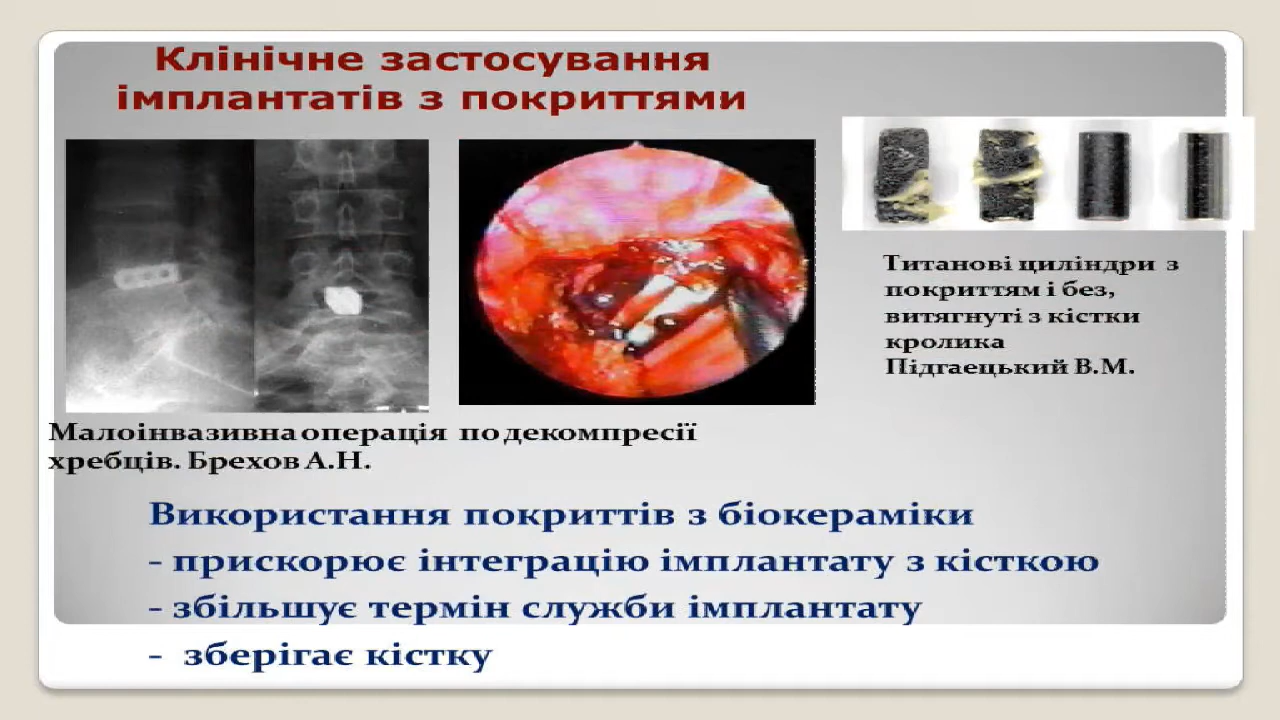 Клінічне застосування
імплантатів з покриттями
Титанові циліндри з
покриттям і без,
витягнуті з кістки
кролика
Підгаецький В.М.
Малоінвазивна операція по декомпресії
хребців. Брехов А.Н.
Використання покриттів з біокераміки
- прискорює інтеграцію імплантату з кісткою
- збільшує термін служби імплантату
- зберігає кістку